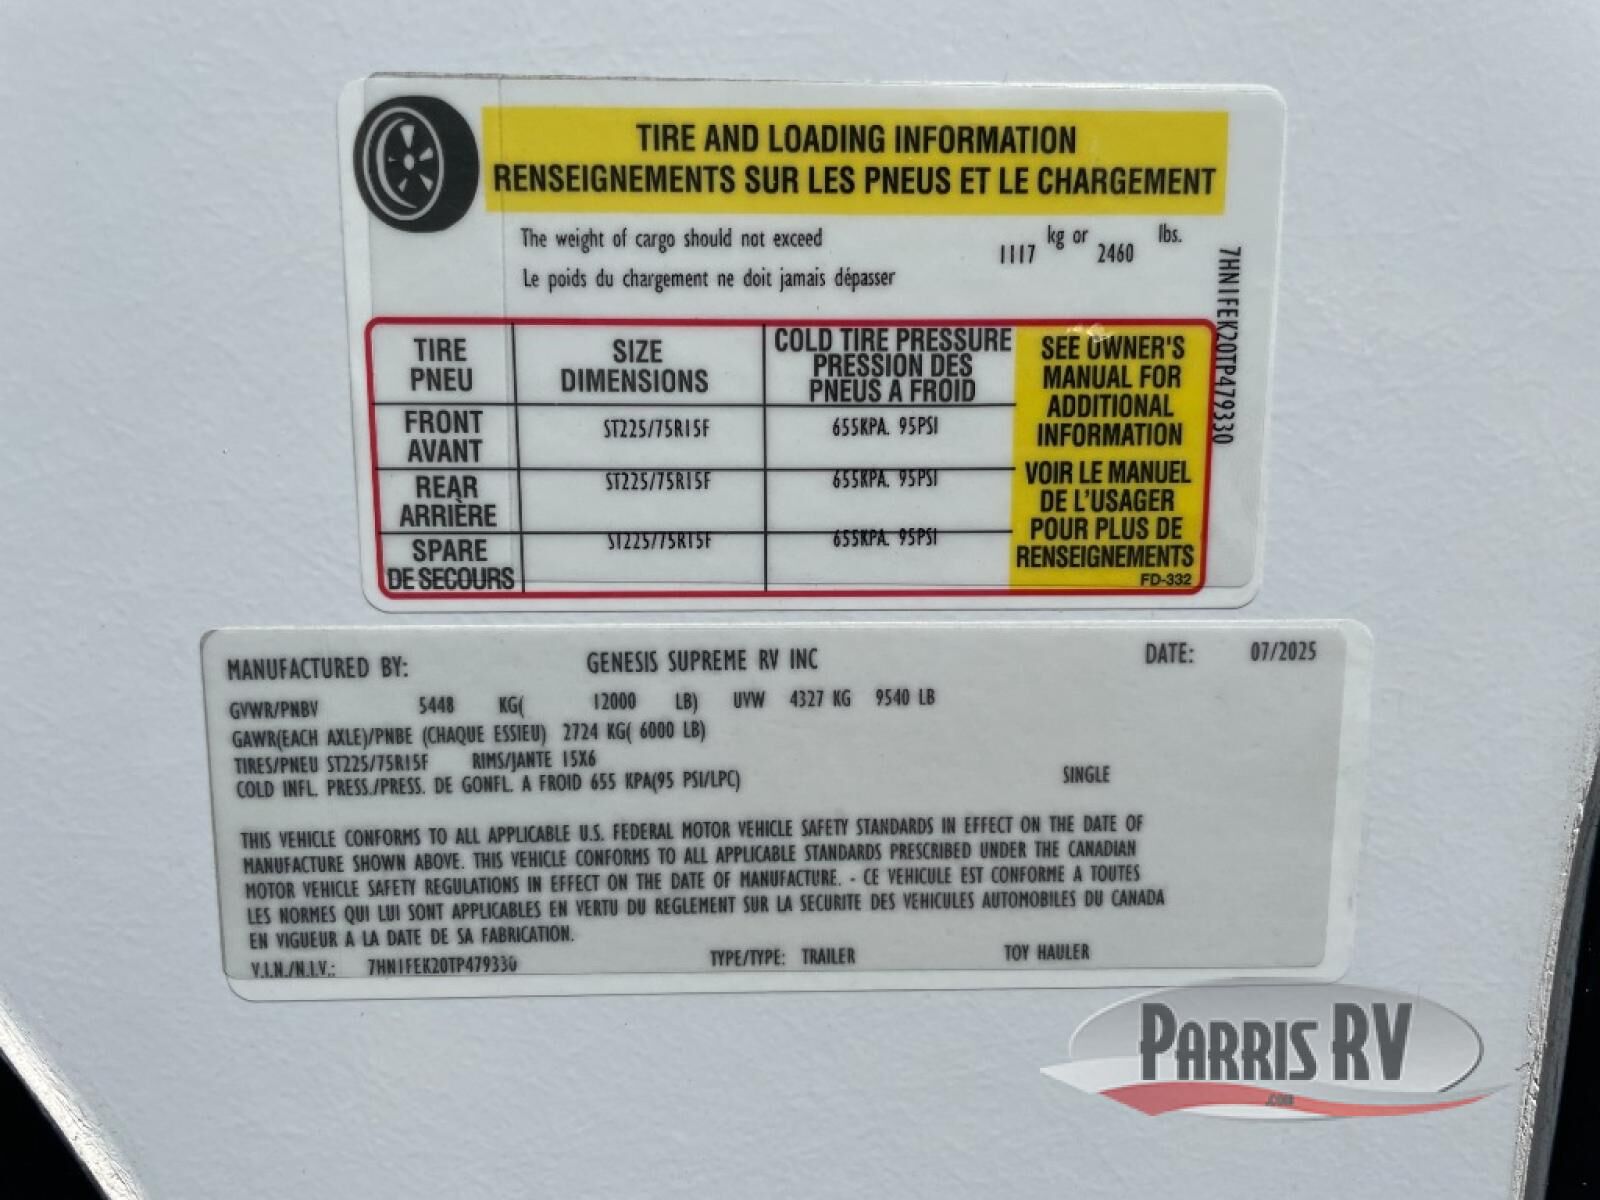 TIRE AND LOADING INFORMATION
RENSEIGNEMENTS SUR LES PNEUS ET LE CHARGEMENT
The weight of cargo should not exceed 1117 kg or 2460 lbs.
Le poids du chargement ne doit jamais dépasser
7HN1FEK20TP479330
TIRE PNEU SIZE DIMENSIONS COLD TIRE PRESSURE
PRESSION DES
PNEUS A FROID
FRONT AVANT ST225/75R15F 655KPA. 95PSI
REAR ARRIÈRE ST225/75R15F 655KPA. 95PSI
SPARE DE SECOURS ST225/75R15F 655KPA. 95PSI
SEE OWNER'S
MANUAL FOR
ADDITIONAL
INFORMATION
VOIR LE MANUEL
DE L'USAGER
POUR PLUS DE
RENSEIGNEMENTS
FD-332
MANUFACTURED BY: GENESIS SUPREME RV INC DATE: 07/2025
GVWR/PNBV 5448 KG( 12000 LB) UVW 4327 KG 9540 LB
GAWR(EACH AXLE)/PNBE (CHAQUE ESSIEU) 2724 KG( 6000 LB)
TIRES/PNEU ST225/75R15F RIMS/JANTE 15X6
COLD INFL. PRESS./PRESS. DE GONFL. A FROID 655 KPA(95 PSI/LPC) SINGLE
THIS VEHICLE CONFORMS TO ALL APPLICABLE U.S. FEDERAL MOTOR VEHICLE SAFETY STANDARDS IN EFFECT ON THE DATE OF
MANUFACTURE SHOWN ABOVE. THIS VEHICLE CONFORMS TO ALL APPLICABLE STANDARDS PRESCRIBED UNDER THE CANADIAN
MOTOR VEHICLE SAFETY REGULATIONS IN EFFECT ON THE DATE OF MANUFACTURE. - CE VEHICULE EST CONFORME A TOUTES
LES NORMES QUI LUI SONT APPLICABLES EN VERTU DU REGLEMENT SUR LA SECURITE DES VEHICULES AUTOMOBILES DU CANADA
EN VIGUEUR A LA DATE DE SA FABRICATION.
V.I.N./N.I.V.: 7HN1FEK20TP479330 TYPE/TYPE: TRAILER TOY HAULER
PARRIS RV
.com